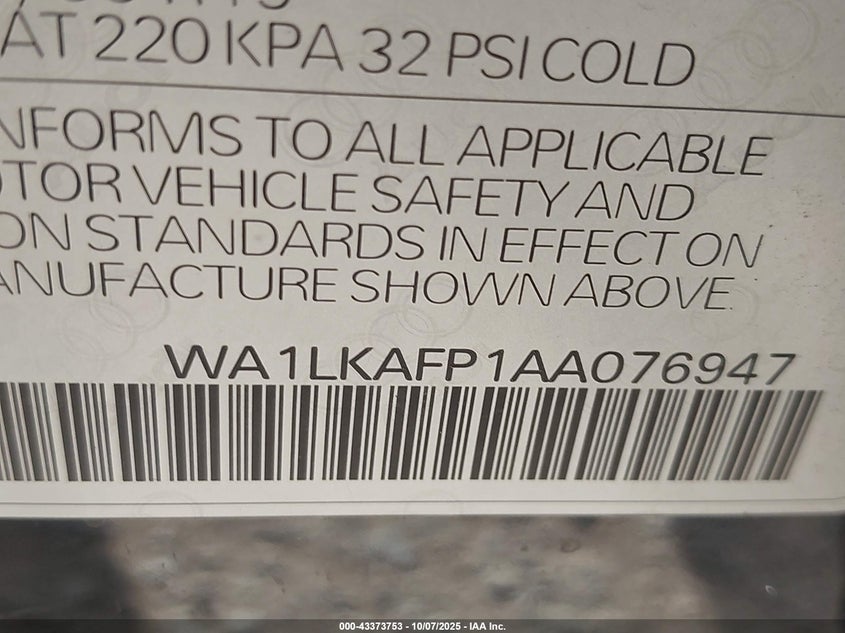 AT 220 KPA 32 PSI COLD
NFORMS TO ALL APPLICABLE
TOR VEHICLE SAFETY AND
ON STANDARDS IN EFFECT ON
ANUFACTURE SHOWN ABOVE.
WA1LKAFP1AA076947
000-43373753 - 10/07/2025 - IAA Inc.